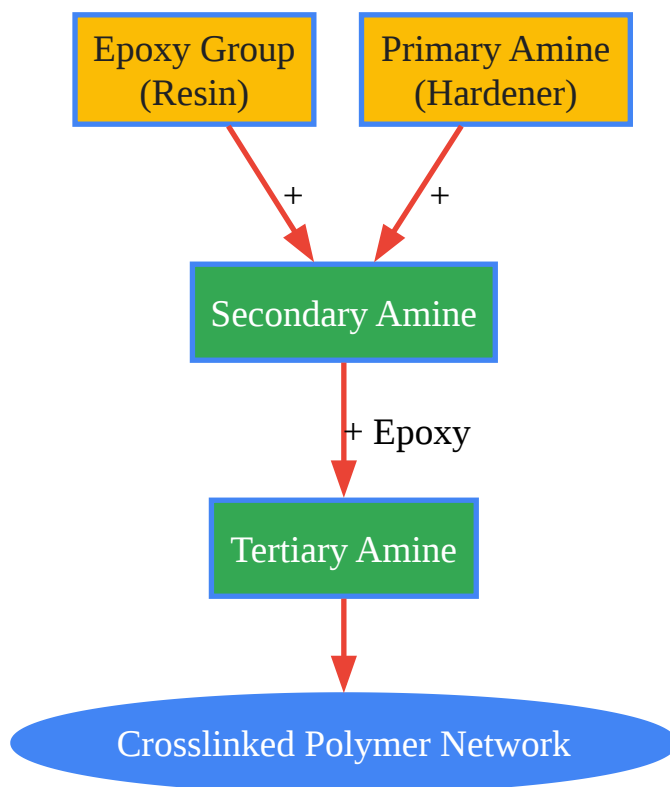 Epoxy Group
(Resin)
Primary Amine
(Hardener)
+
+
Secondary Amine
+ Epoxy
Tertiary Amine
Crosslinked Polymer Network